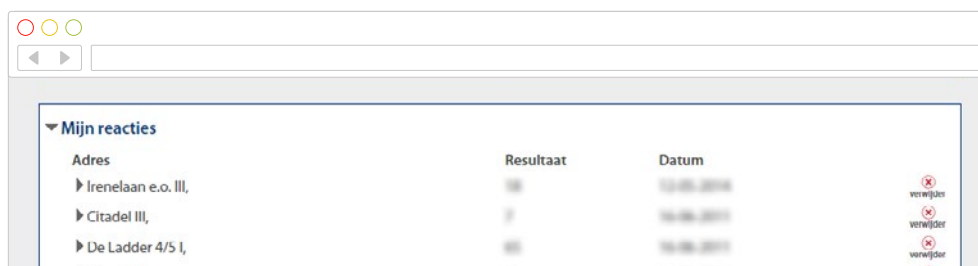 Mijn reacties
Adres Resultaat Datum
Irenelaan e.o. III, verwijder
Citadel III, verwijder
De Ladder 4/5 I, verwijder